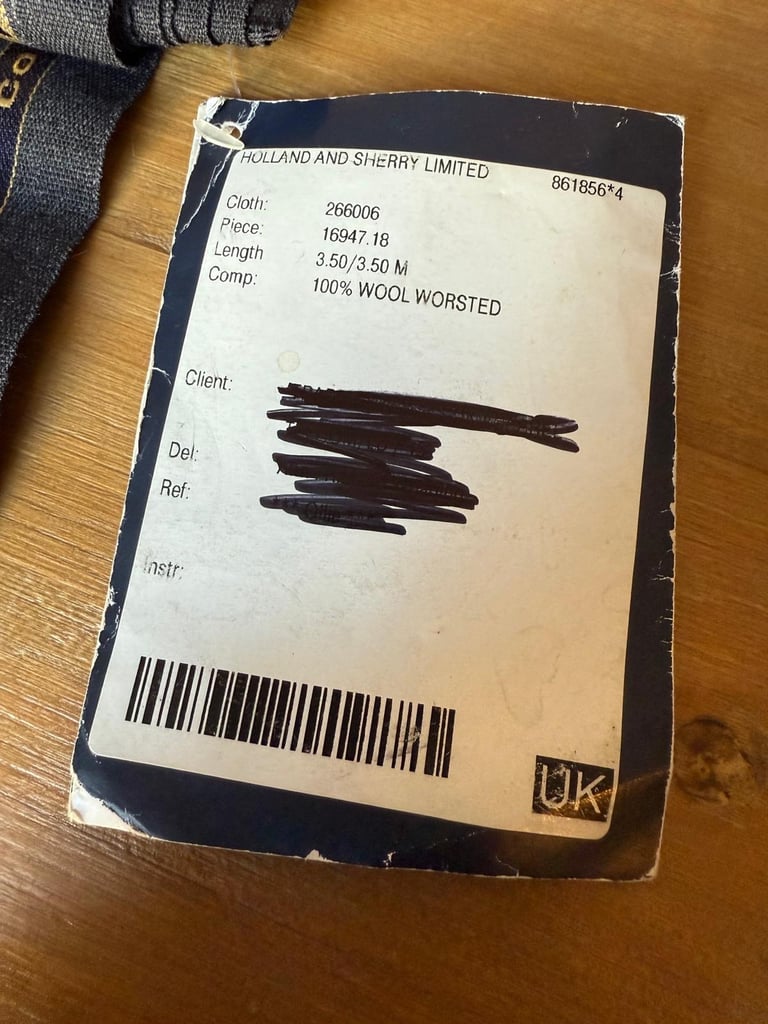 CO
HOLLAND AND SHERRY LIMITED
861856*4
Cloth: 266006
Piece: 16947.18
Length 3.50/3.50 M
Comp: 100% WOOL WORSTED
Client:
Del:
Ref:
Instr:
UK